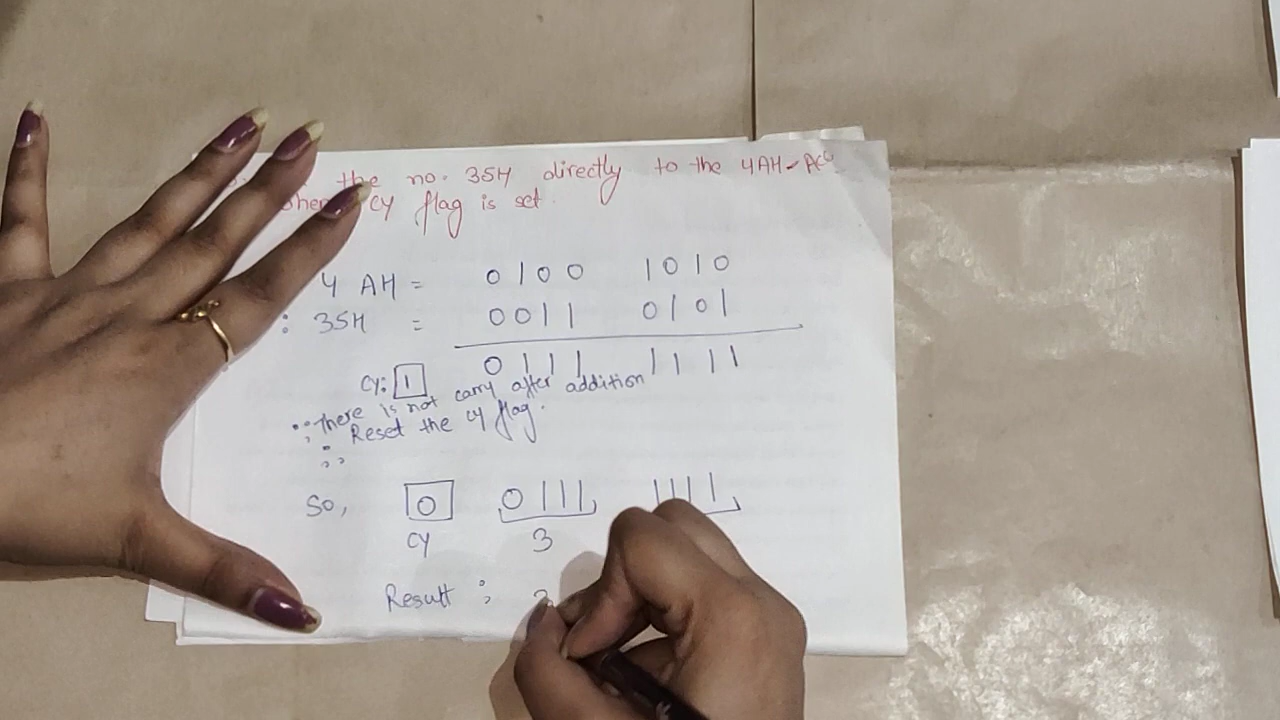 the no. 35H directly to the 4AH - Acc
when CY flag is set.
4 AH = 0100 1010
: 35H = 0011 0101
0111 1111
CY: 1
∴ There is not carry after addition
∴ Reset the CY flag.
∴
So, 0 0111 1111
CY 3
Result :